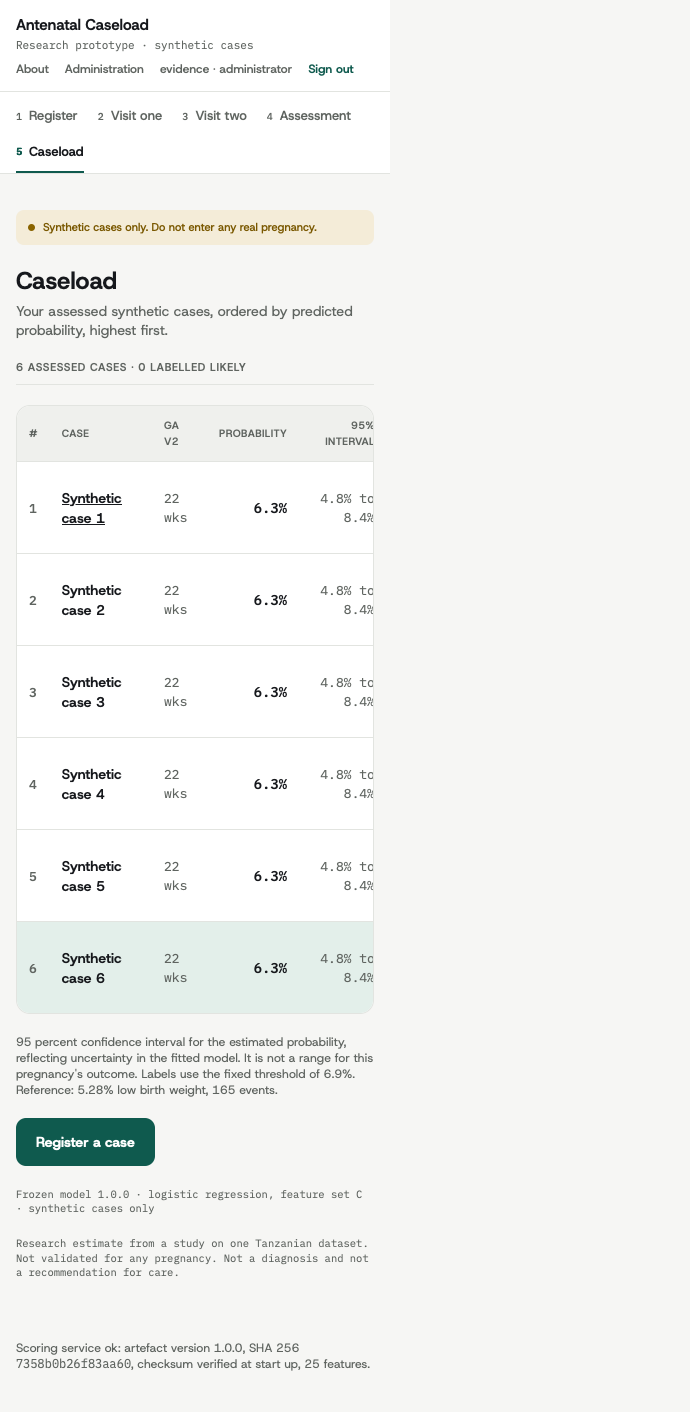 Antenatal Caseload
Research prototype · synthetic cases
About Administration evidence · administrator Sign out
1 Register 2 Visit one 3 Visit two 4 Assessment
5 Caseload
Synthetic cases only. Do not enter any real pregnancy.
Caseload
Your assessed synthetic cases, ordered by predicted
probability, highest first.
6 ASSESSED CASES · 0 LABELLED LIKELY
# CASE GA V2 PROBABILITY 95% INTERVAL
1 Synthetic case 1 22 wks 6.3% 4.8% to 8.4%
2 Synthetic case 2 22 wks 6.3% 4.8% to 8.4%
3 Synthetic case 3 22 wks 6.3% 4.8% to 8.4%
4 Synthetic case 4 22 wks 6.3% 4.8% to 8.4%
5 Synthetic case 5 22 wks 6.3% 4.8% to 8.4%
6 Synthetic case 6 22 wks 6.3% 4.8% to 8.4%
95 percent confidence interval for the estimated probability,
reflecting uncertainty in the fitted model. It is not a range for this
pregnancy's outcome. Labels use the fixed threshold of 6.9%.
Reference: 5.28% low birth weight, 165 events.
Register a case
Frozen model 1.0.0 · logistic regression, feature set C
· synthetic cases only
Research estimate from a study on one Tanzanian dataset.
Not validated for any pregnancy. Not a diagnosis and not
a recommendation for care.
Scoring service ok: artefact version 1.0.0, SHA 256
7358b0b26f83aa60, checksum verified at start up, 25 features.